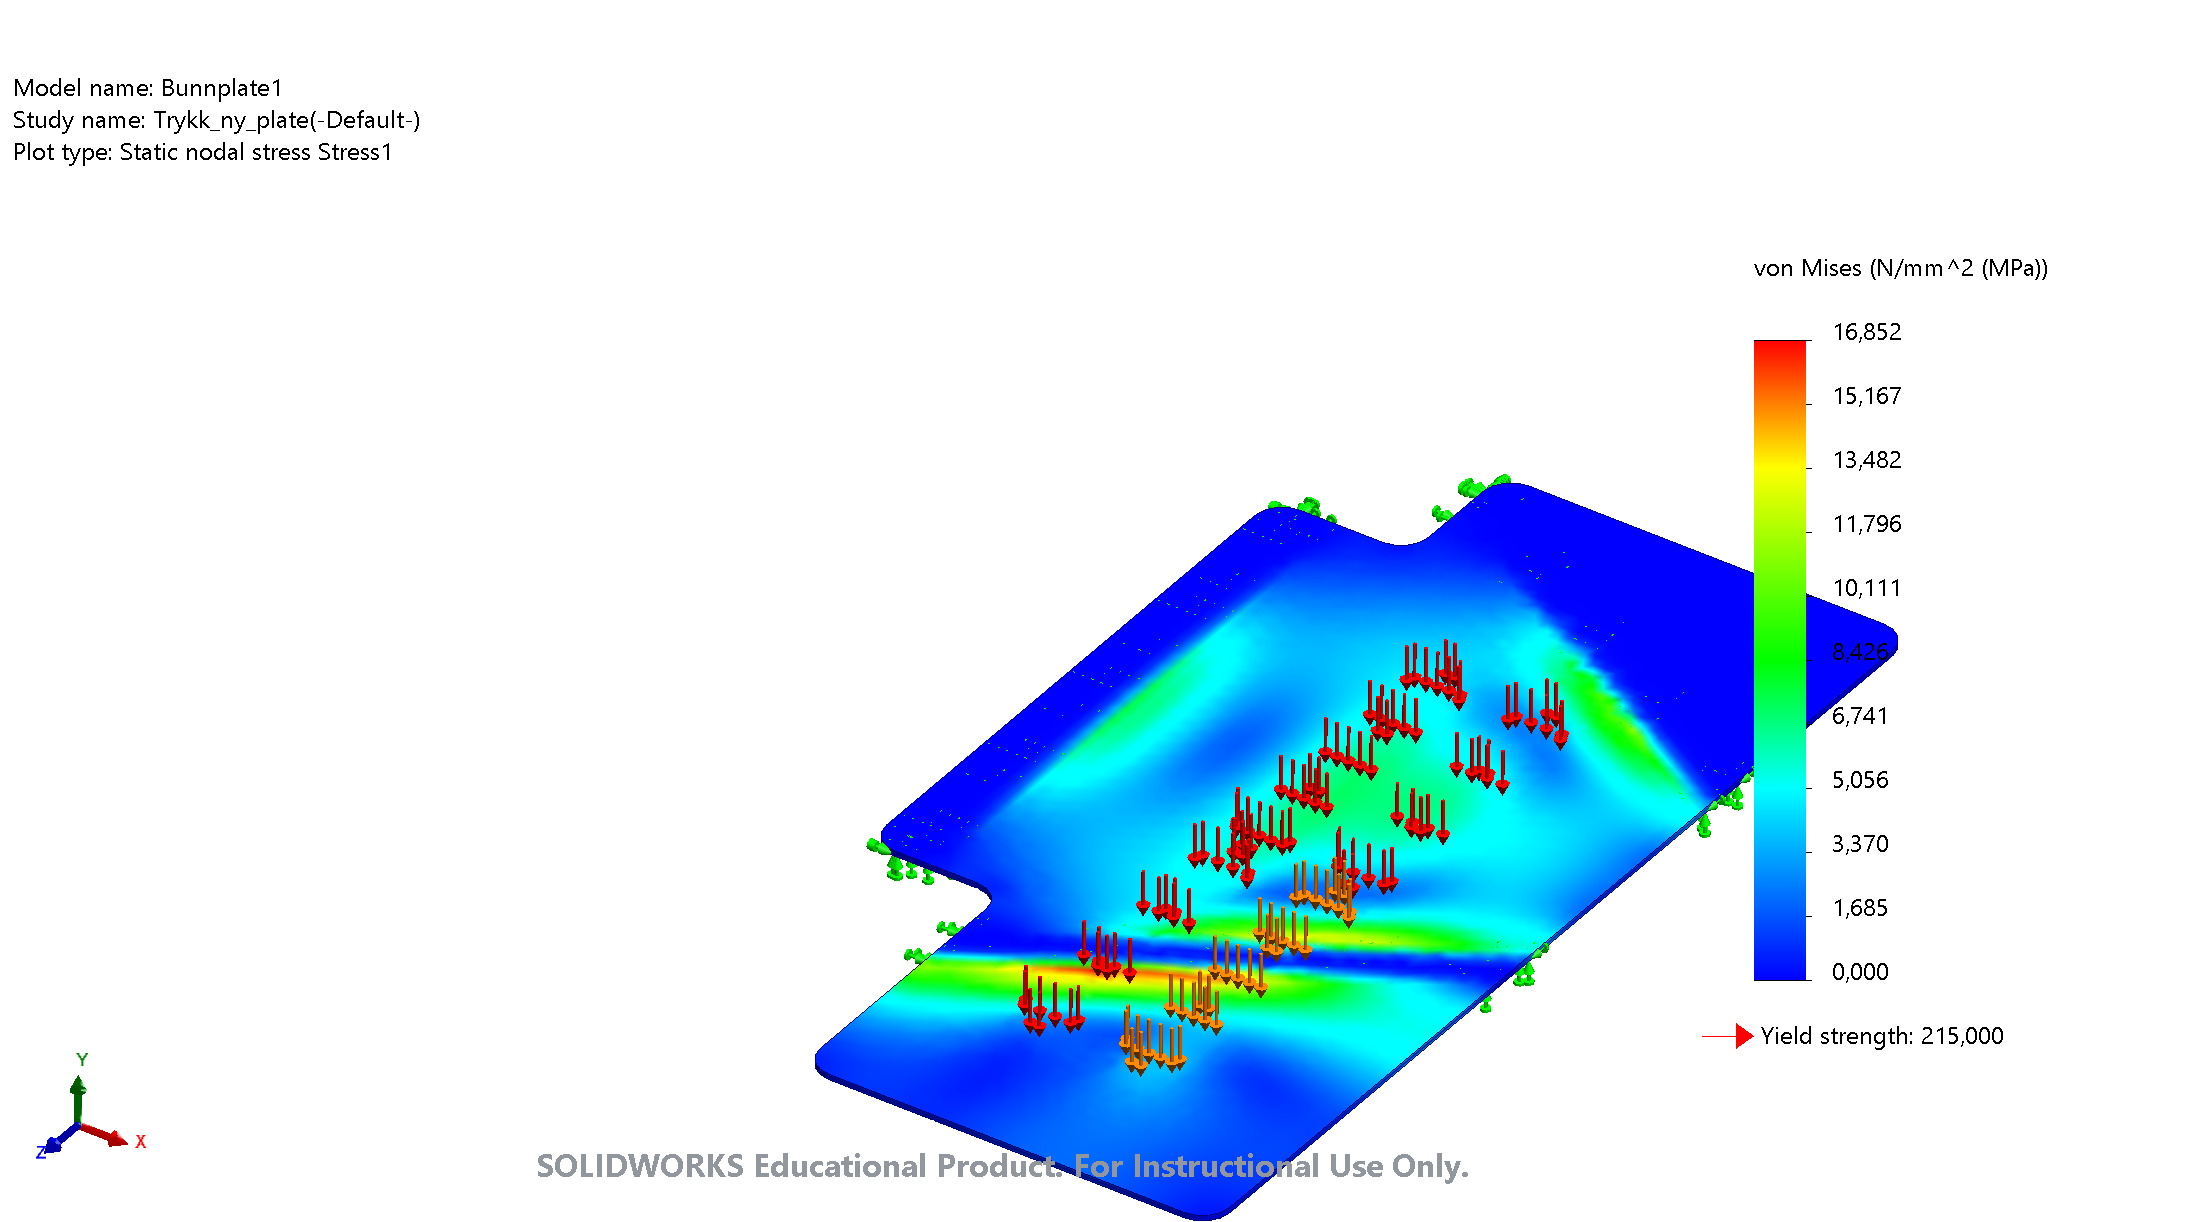 Model name: Bunnplate1
Study name: Trykk_ny_plate(-Default-)
Plot type: Static nodal stress Stress1
von Mises (N/mm^2 (MPa))
16,852
15,167
13,482
11,796
10,111
8,426
6,741
5,056
3,370
1,685
0,000
Yield strength: 215,000
Y
X
Z
SOLIDWORKS Educational Product. For Instructional Use Only.